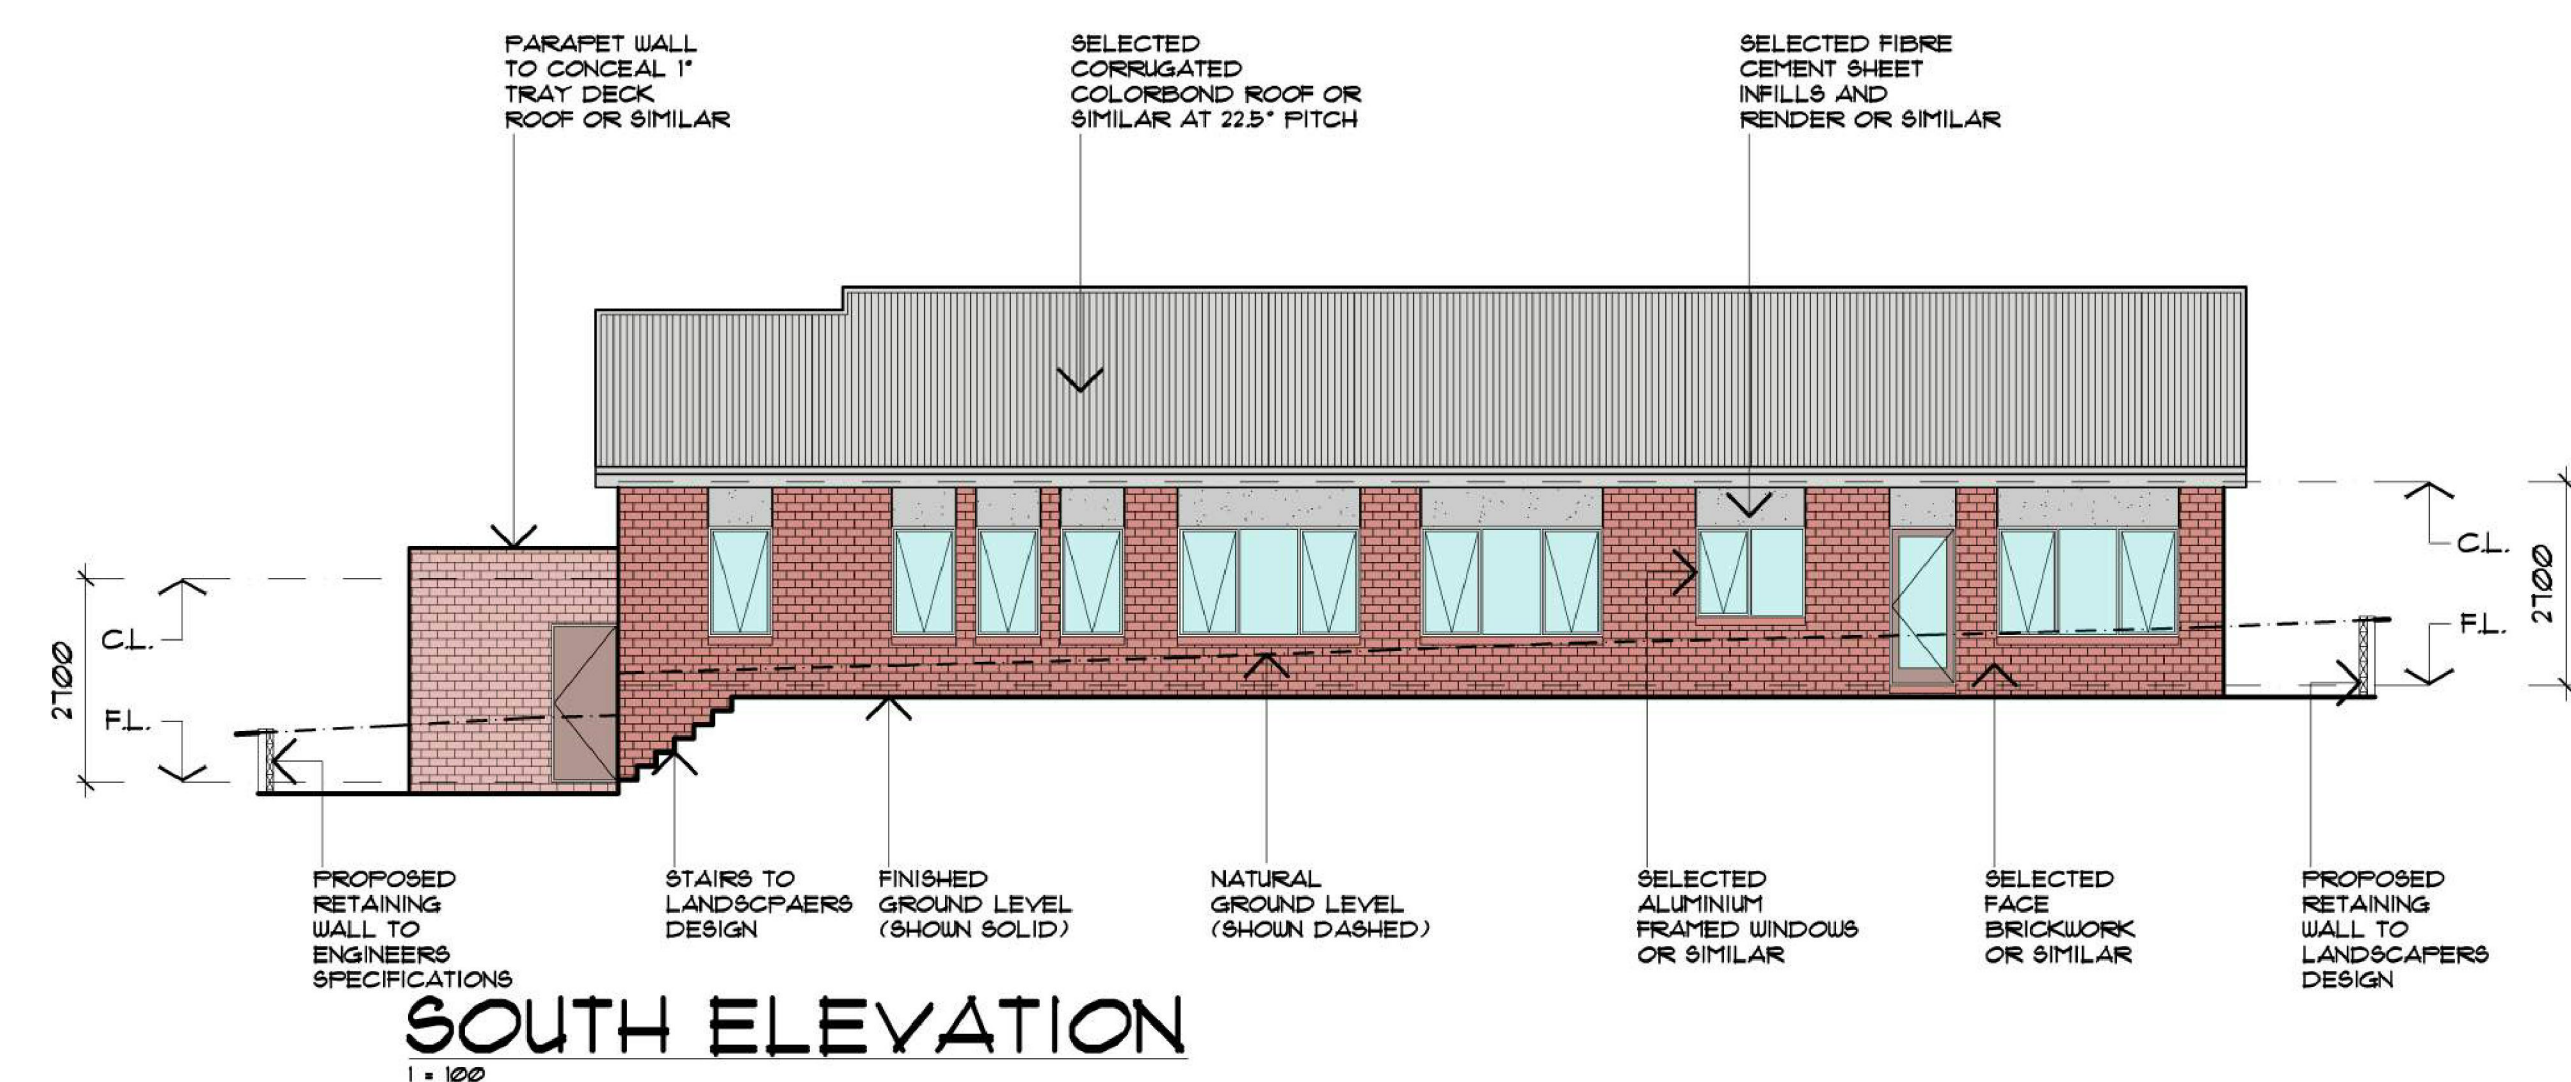 PARAPET WALL
TO CONCEAL 1°
TRAY DECK
ROOF OR SIMILAR
SELECTED
CORRUGATED
COLORBOND ROOF OR
SIMILAR AT 22.5° PITCH
SELECTED FIBRE
CEMENT SHEET
INFILLS AND
RENDER OR SIMILAR
2700
C.L.
F.L.
C.L.
F.L.
2700
PROPOSED
RETAINING
WALL TO
ENGINEERS
SPECIFICATIONS
STAIRS TO
LANDSCPAERS
DESIGN
FINISHED
GROUND LEVEL
(SHOWN SOLID)
NATURAL
GROUND LEVEL
(SHOWN DASHED)
SELECTED
ALUMINIUM
FRAMED WINDOWS
OR SIMILAR
SELECTED
FACE
BRICKWORK
OR SIMILAR
PROPOSED
RETAINING
WALL TO
LANDSCAPERS
DESIGN
SOUTH ELEVATION
1 = 100